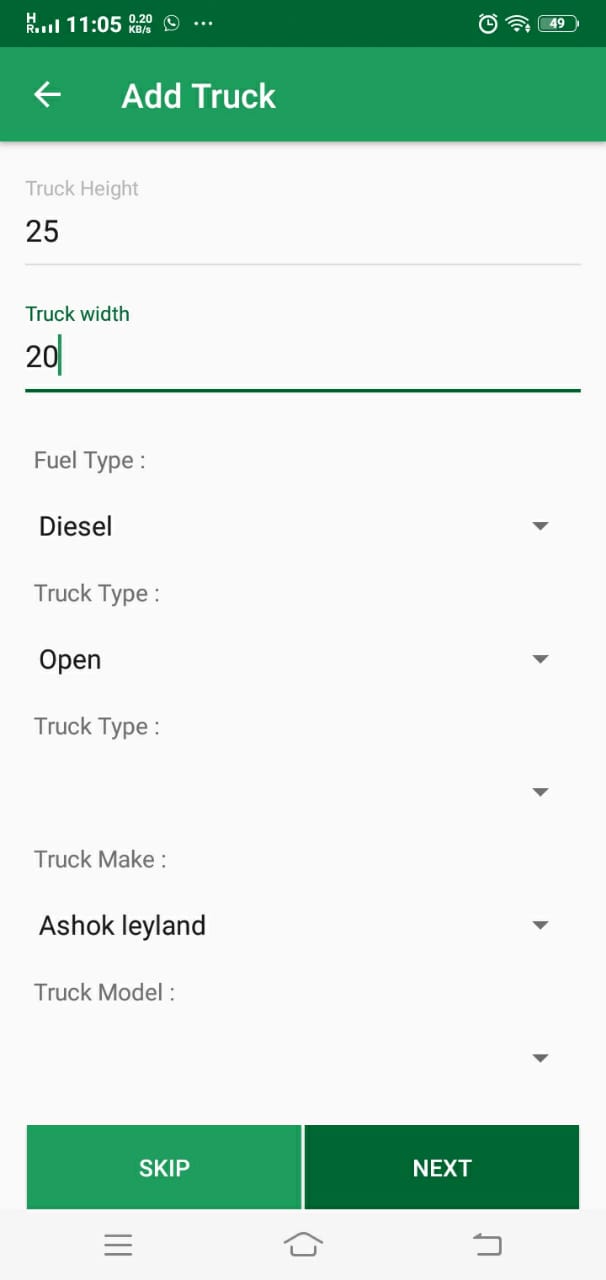 H
R 11:05 0.20 KB/s ... 49
Add Truck
Truck Height
25
Truck width
20
Fuel Type :
Diesel
Truck Type :
Open
Truck Type :
Truck Make :
Ashok leyland
Truck Model :
SKIP NEXT